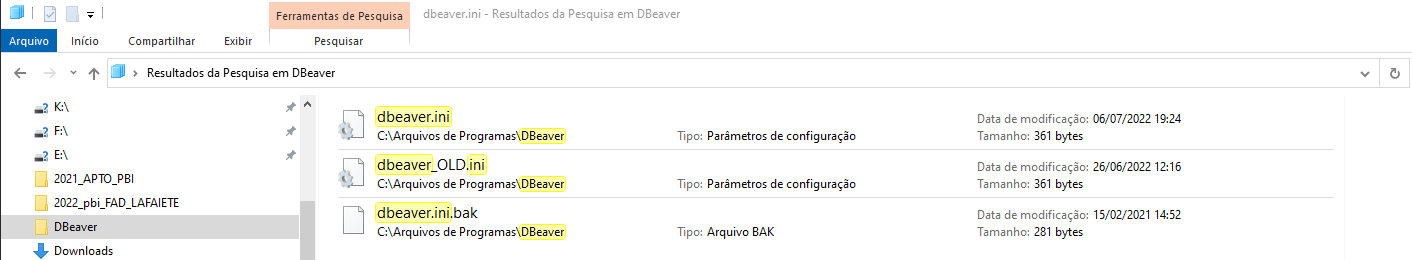 Ferramentas de Pesquisa
dbeaver.ini - Resultados da Pesquisa em DBeaver
Arquivo Início Compartilhar Exibir Pesquisar
Resultados da Pesquisa em DBeaver
K:\
F:\
E:\
2021_APTO_PBI
2022_pbi_FAD_LAFAIETE
DBeaver
Downloads
dbeaver.ini
C:\Arquivos de Programas\DBeaver
Tipo: Parâmetros de configuração
Data de modificação: 06/07/2022 19:24
Tamanho: 361 bytes
dbeaver_OLD.ini
C:\Arquivos de Programas\DBeaver
Tipo: Parâmetros de configuração
Data de modificação: 26/06/2022 12:16
Tamanho: 361 bytes
dbeaver.ini.bak
C:\Arquivos de Programas\DBeaver
Tipo: Arquivo BAK
Data de modificação: 15/02/2021 14:52
Tamanho: 281 bytes